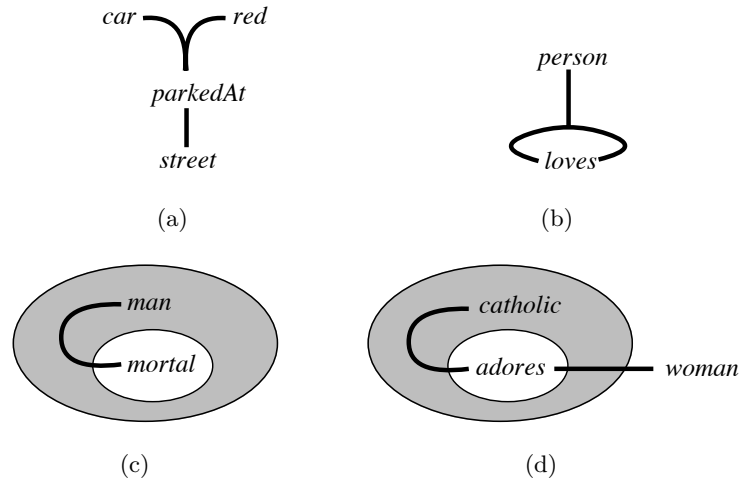 car red
parkedAt
street
(a)
person
loves
(b)
man
mortal
(c)
catholic
adores woman
(d)